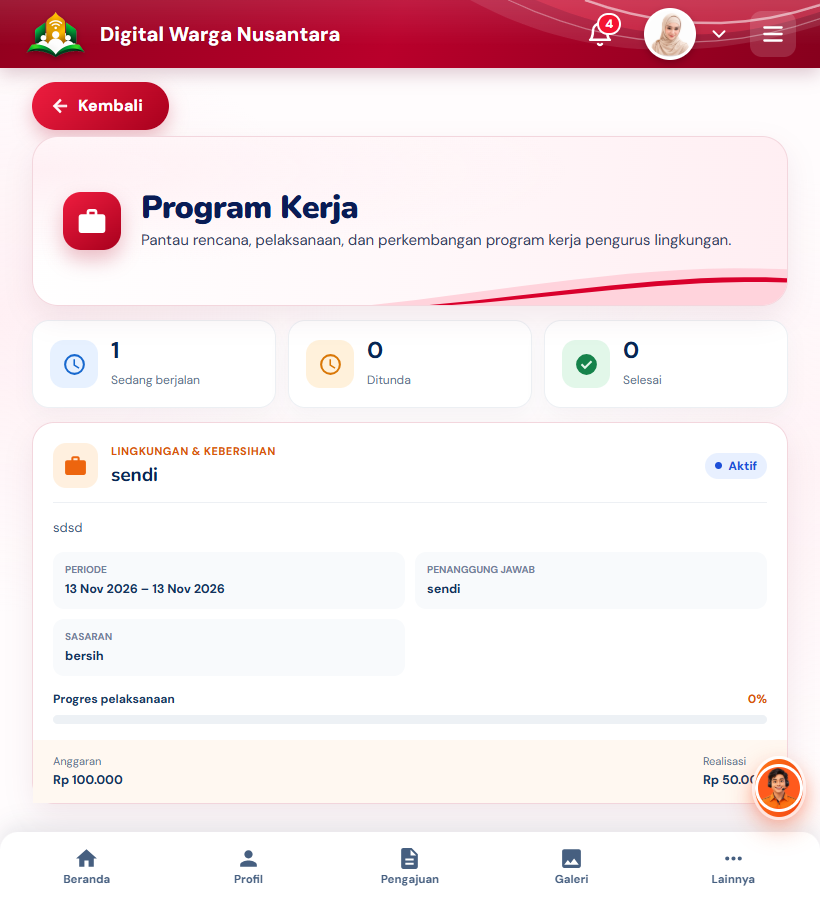 Digital Warga Nusantara
4
Kembali
Program Kerja
Pantau rencana, pelaksanaan, dan perkembangan program kerja pengurus lingkungan.
1
Sedang berjalan
0
Ditunda
0
Selesai
LINGKUNGAN & KEBERSIHAN
sendi
Aktif
sdsd
PERIODE
13 Nov 2026 – 13 Nov 2026
PENANGGUNG JAWAB
sendi
SASARAN
bersih
Progres pelaksanaan
0%
Anggaran
Rp 100.000
Realisasi
Rp
Beranda
Profil
Pengajuan
Galeri
Lainnya